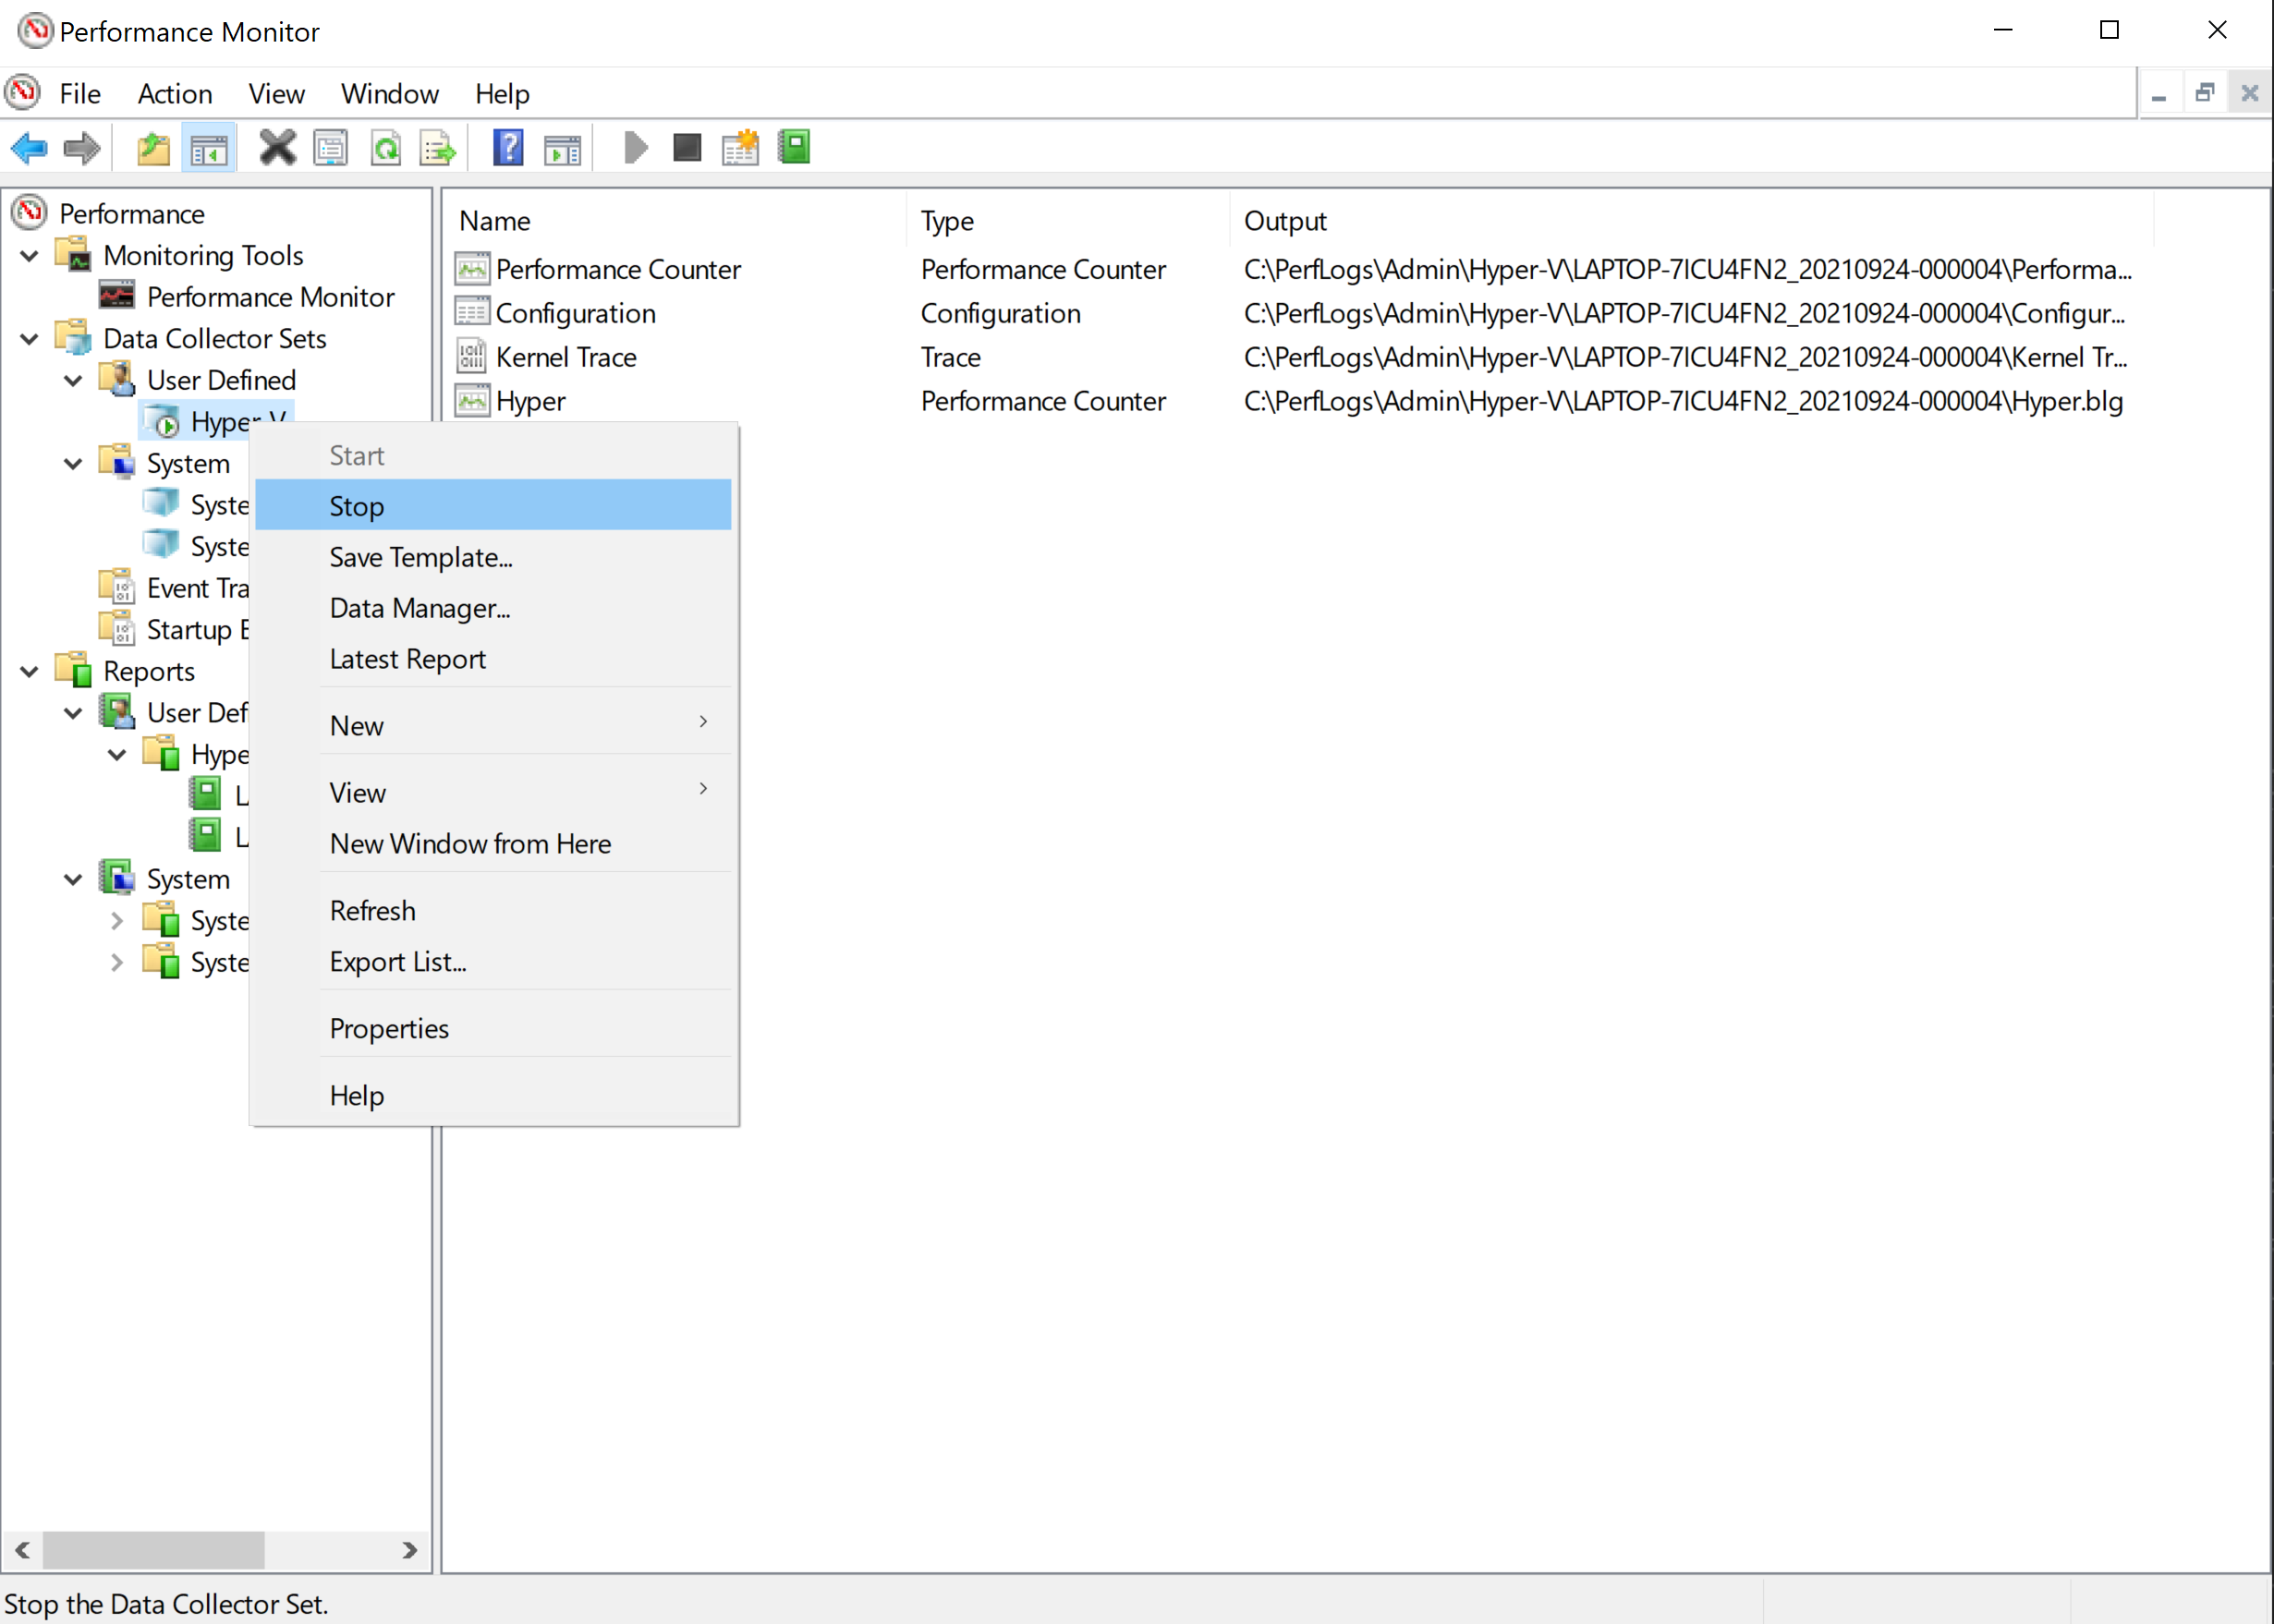 Performance Monitor
File Action View Window Help
Performance
Monitoring Tools
Performance Monitor
Data Collector Sets
User Defined
Hyper-V
System
Syste
Syste
Event Tra
Startup E
Reports
User Def
Hype
L
L
System
Syste
Syste
Name Type Output
Performance Counter Performance Counter C:\PerfLogs\Admin\Hyper-V\LAPTOP-7ICU4FN2_20210924-000004\Performa...
Configuration Configuration C:\PerfLogs\Admin\Hyper-V\LAPTOP-7ICU4FN2_20210924-000004\Configur...
Kernel Trace Trace C:\PerfLogs\Admin\Hyper-V\LAPTOP-7ICU4FN2_20210924-000004\Kernel Tr...
Hyper Performance Counter C:\PerfLogs\Admin\Hyper-V\LAPTOP-7ICU4FN2_20210924-000004\Hyper.blg
Start
Stop
Save Template...
Data Manager...
Latest Report
New
View
New Window from Here
Refresh
Export List...
Properties
Help
Stop the Data Collector Set.